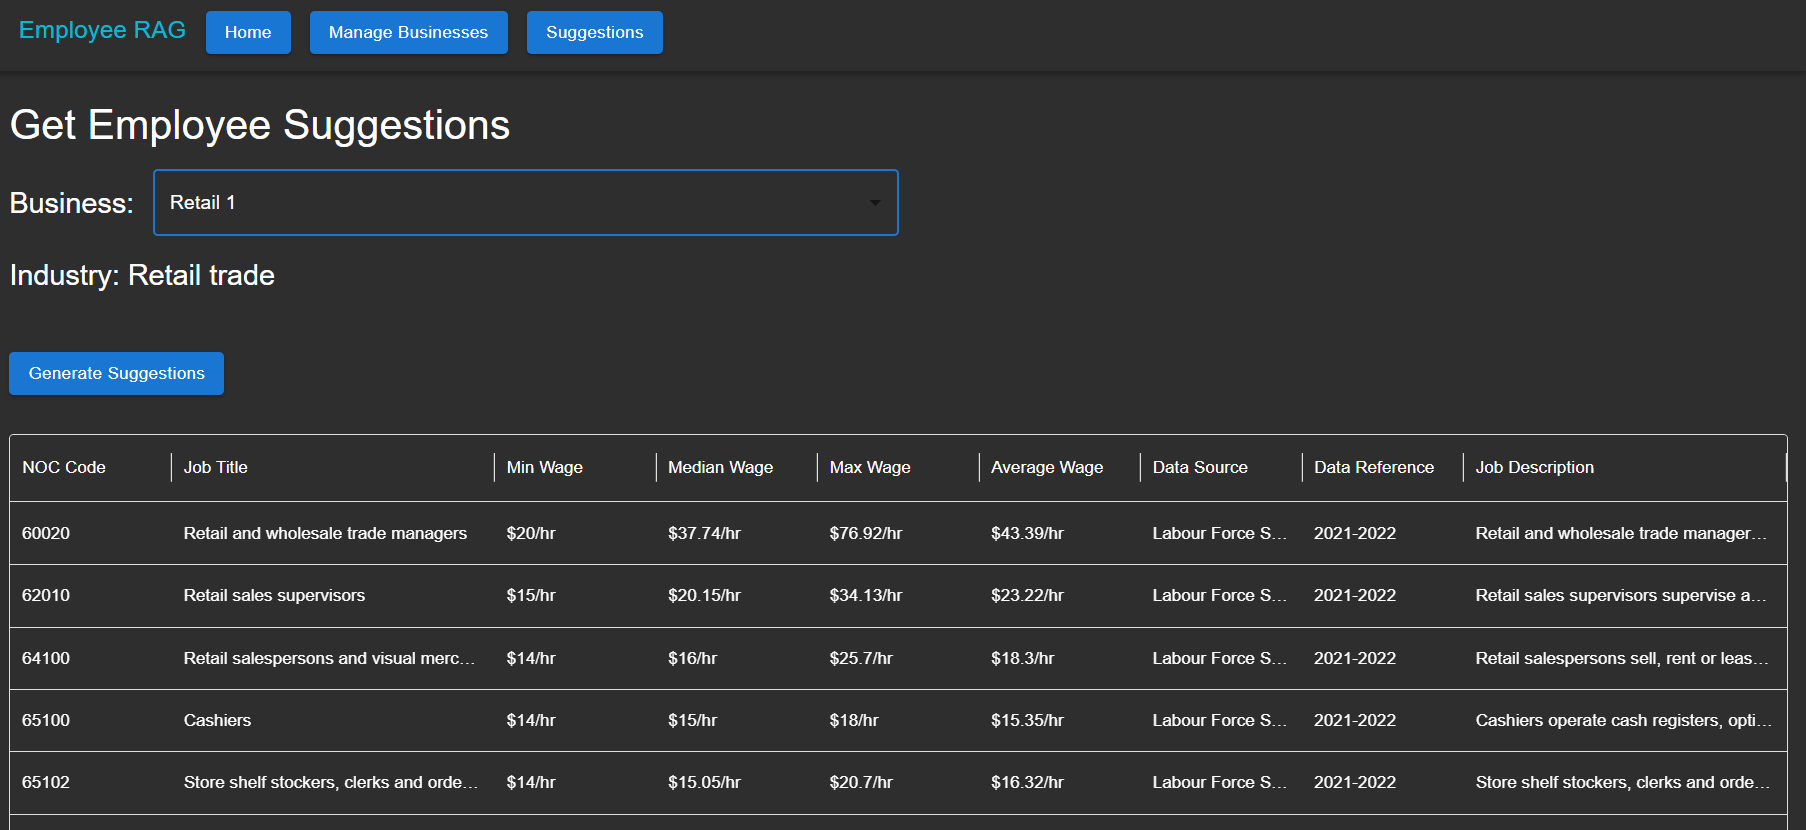 Employee RAG Home Manage Businesses Suggestions
Get Employee Suggestions
Business: Retail 1
Industry: Retail trade
Generate Suggestions
NOC Code Job Title Min Wage Median Wage Max Wage Average Wage Data Source Data Reference Job Description
60020 Retail and wholesale trade managers $20/hr $37.74/hr $76.92/hr $43.39/hr Labour Force S... 2021-2022 Retail and wholesale trade manager...
62010 Retail sales supervisors $15/hr $20.15/hr $34.13/hr $23.22/hr Labour Force S... 2021-2022 Retail sales supervisors supervise a...
64100 Retail salespersons and visual merc... $14/hr $16/hr $25.7/hr $18.3/hr Labour Force S... 2021-2022 Retail salespersons sell, rent or leas...
65100 Cashiers $14/hr $15/hr $18/hr $15.35/hr Labour Force S... 2021-2022 Cashiers operate cash registers, opti...
65102 Store shelf stockers, clerks and orde... $14/hr $15.05/hr $20.7/hr $16.32/hr Labour Force S... 2021-2022 Store shelf stockers, clerks and orde...